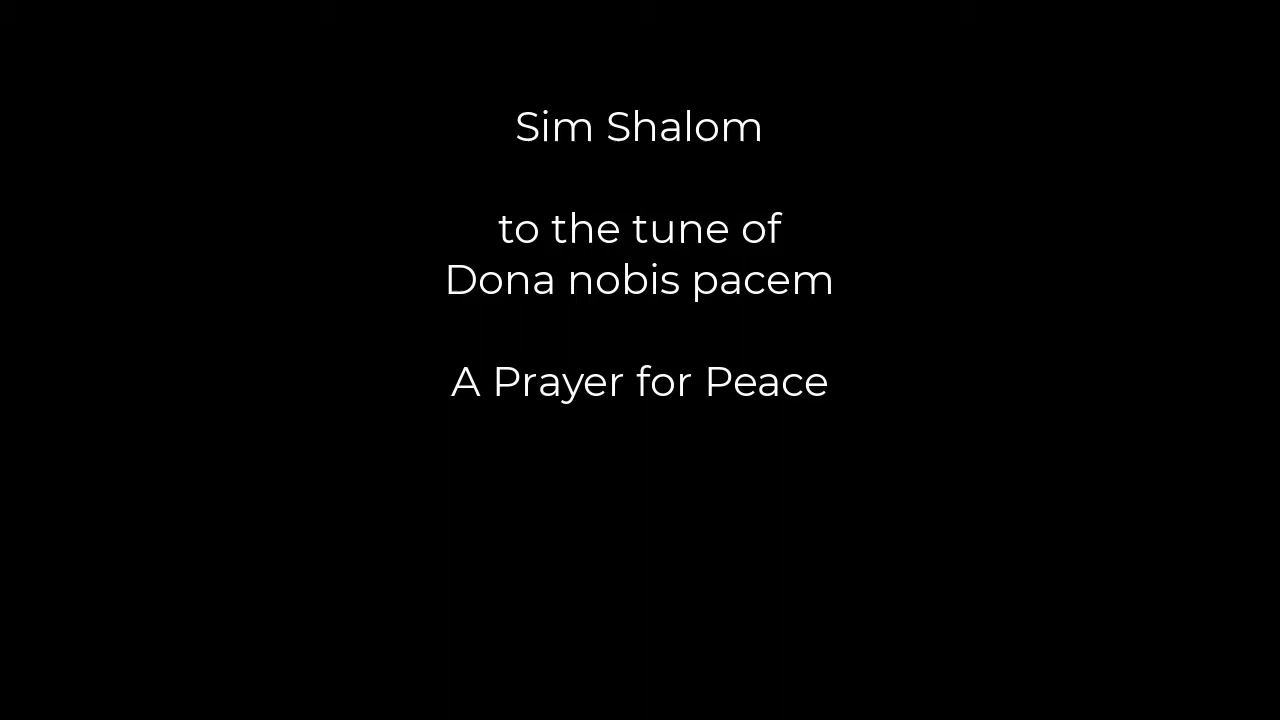 Sim Shalom
to the tune of
Dona nobis pacem
A Prayer for Peace